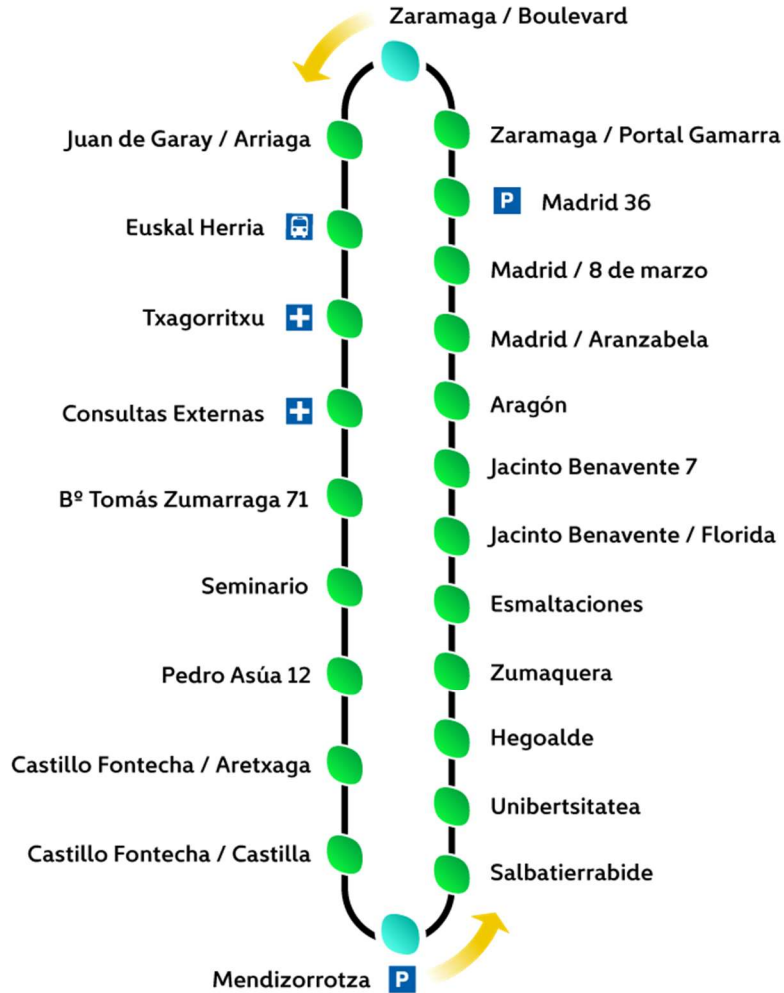 Zaramaga / Boulevard
Juan de Garay / Arriaga
Euskal Herria
Txagorritxu
Consultas Externas
Bº Tomás Zumarraga 71
Seminario
Pedro Asúa 12
Castillo Fontecha / Aretxaga
Castillo Fontecha / Castilla
Zaramaga / Portal Gamarra
P Madrid 36
Madrid / 8 de marzo
Madrid / Aranzabela
Aragón
Jacinto Benavente 7
Jacinto Benavente / Florida
Esmaltaciones
Zumaquera
Hegoalde
Unibertsitatea
Salbatierrabide
Mendizorrotza P